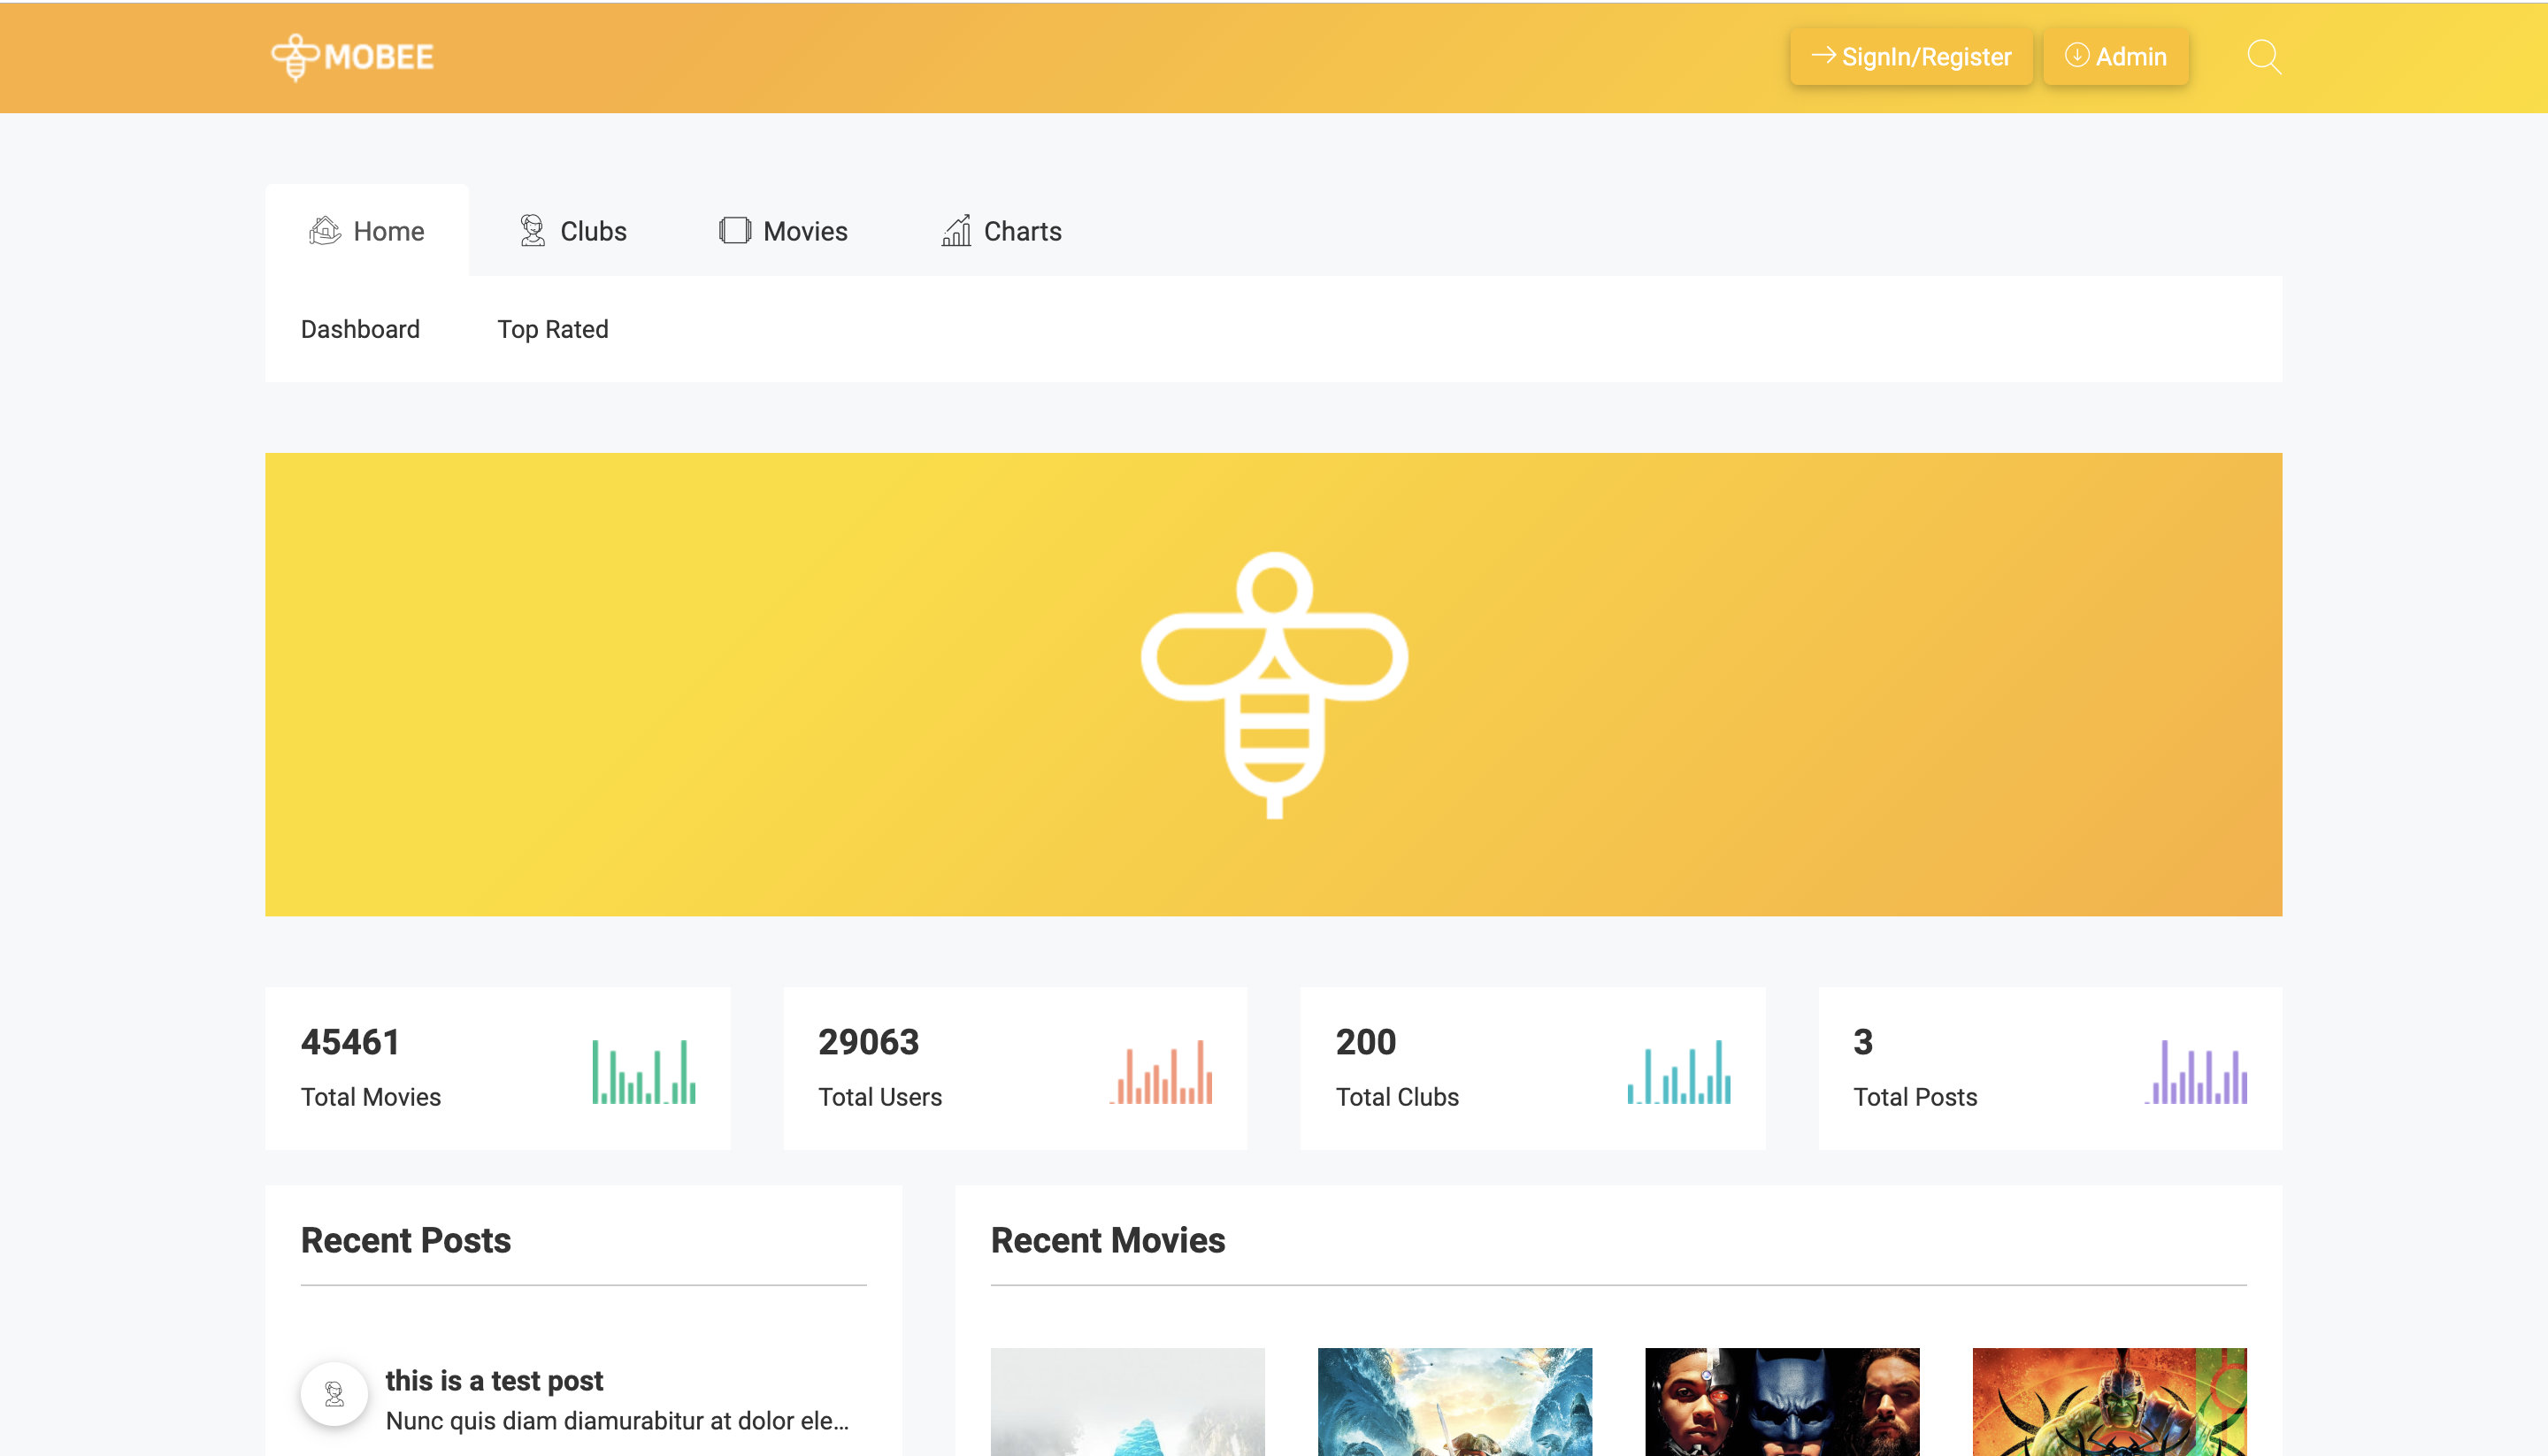 MOBEE
SignIn/Register
Admin
Home
Clubs
Movies
Charts
Dashboard
Top Rated
45461
Total Movies
29063
Total Users
200
Total Clubs
3
Total Posts
Recent Posts
Recent Movies
this is a test post
Nunc quis diam diamurabitur at dolor ele...